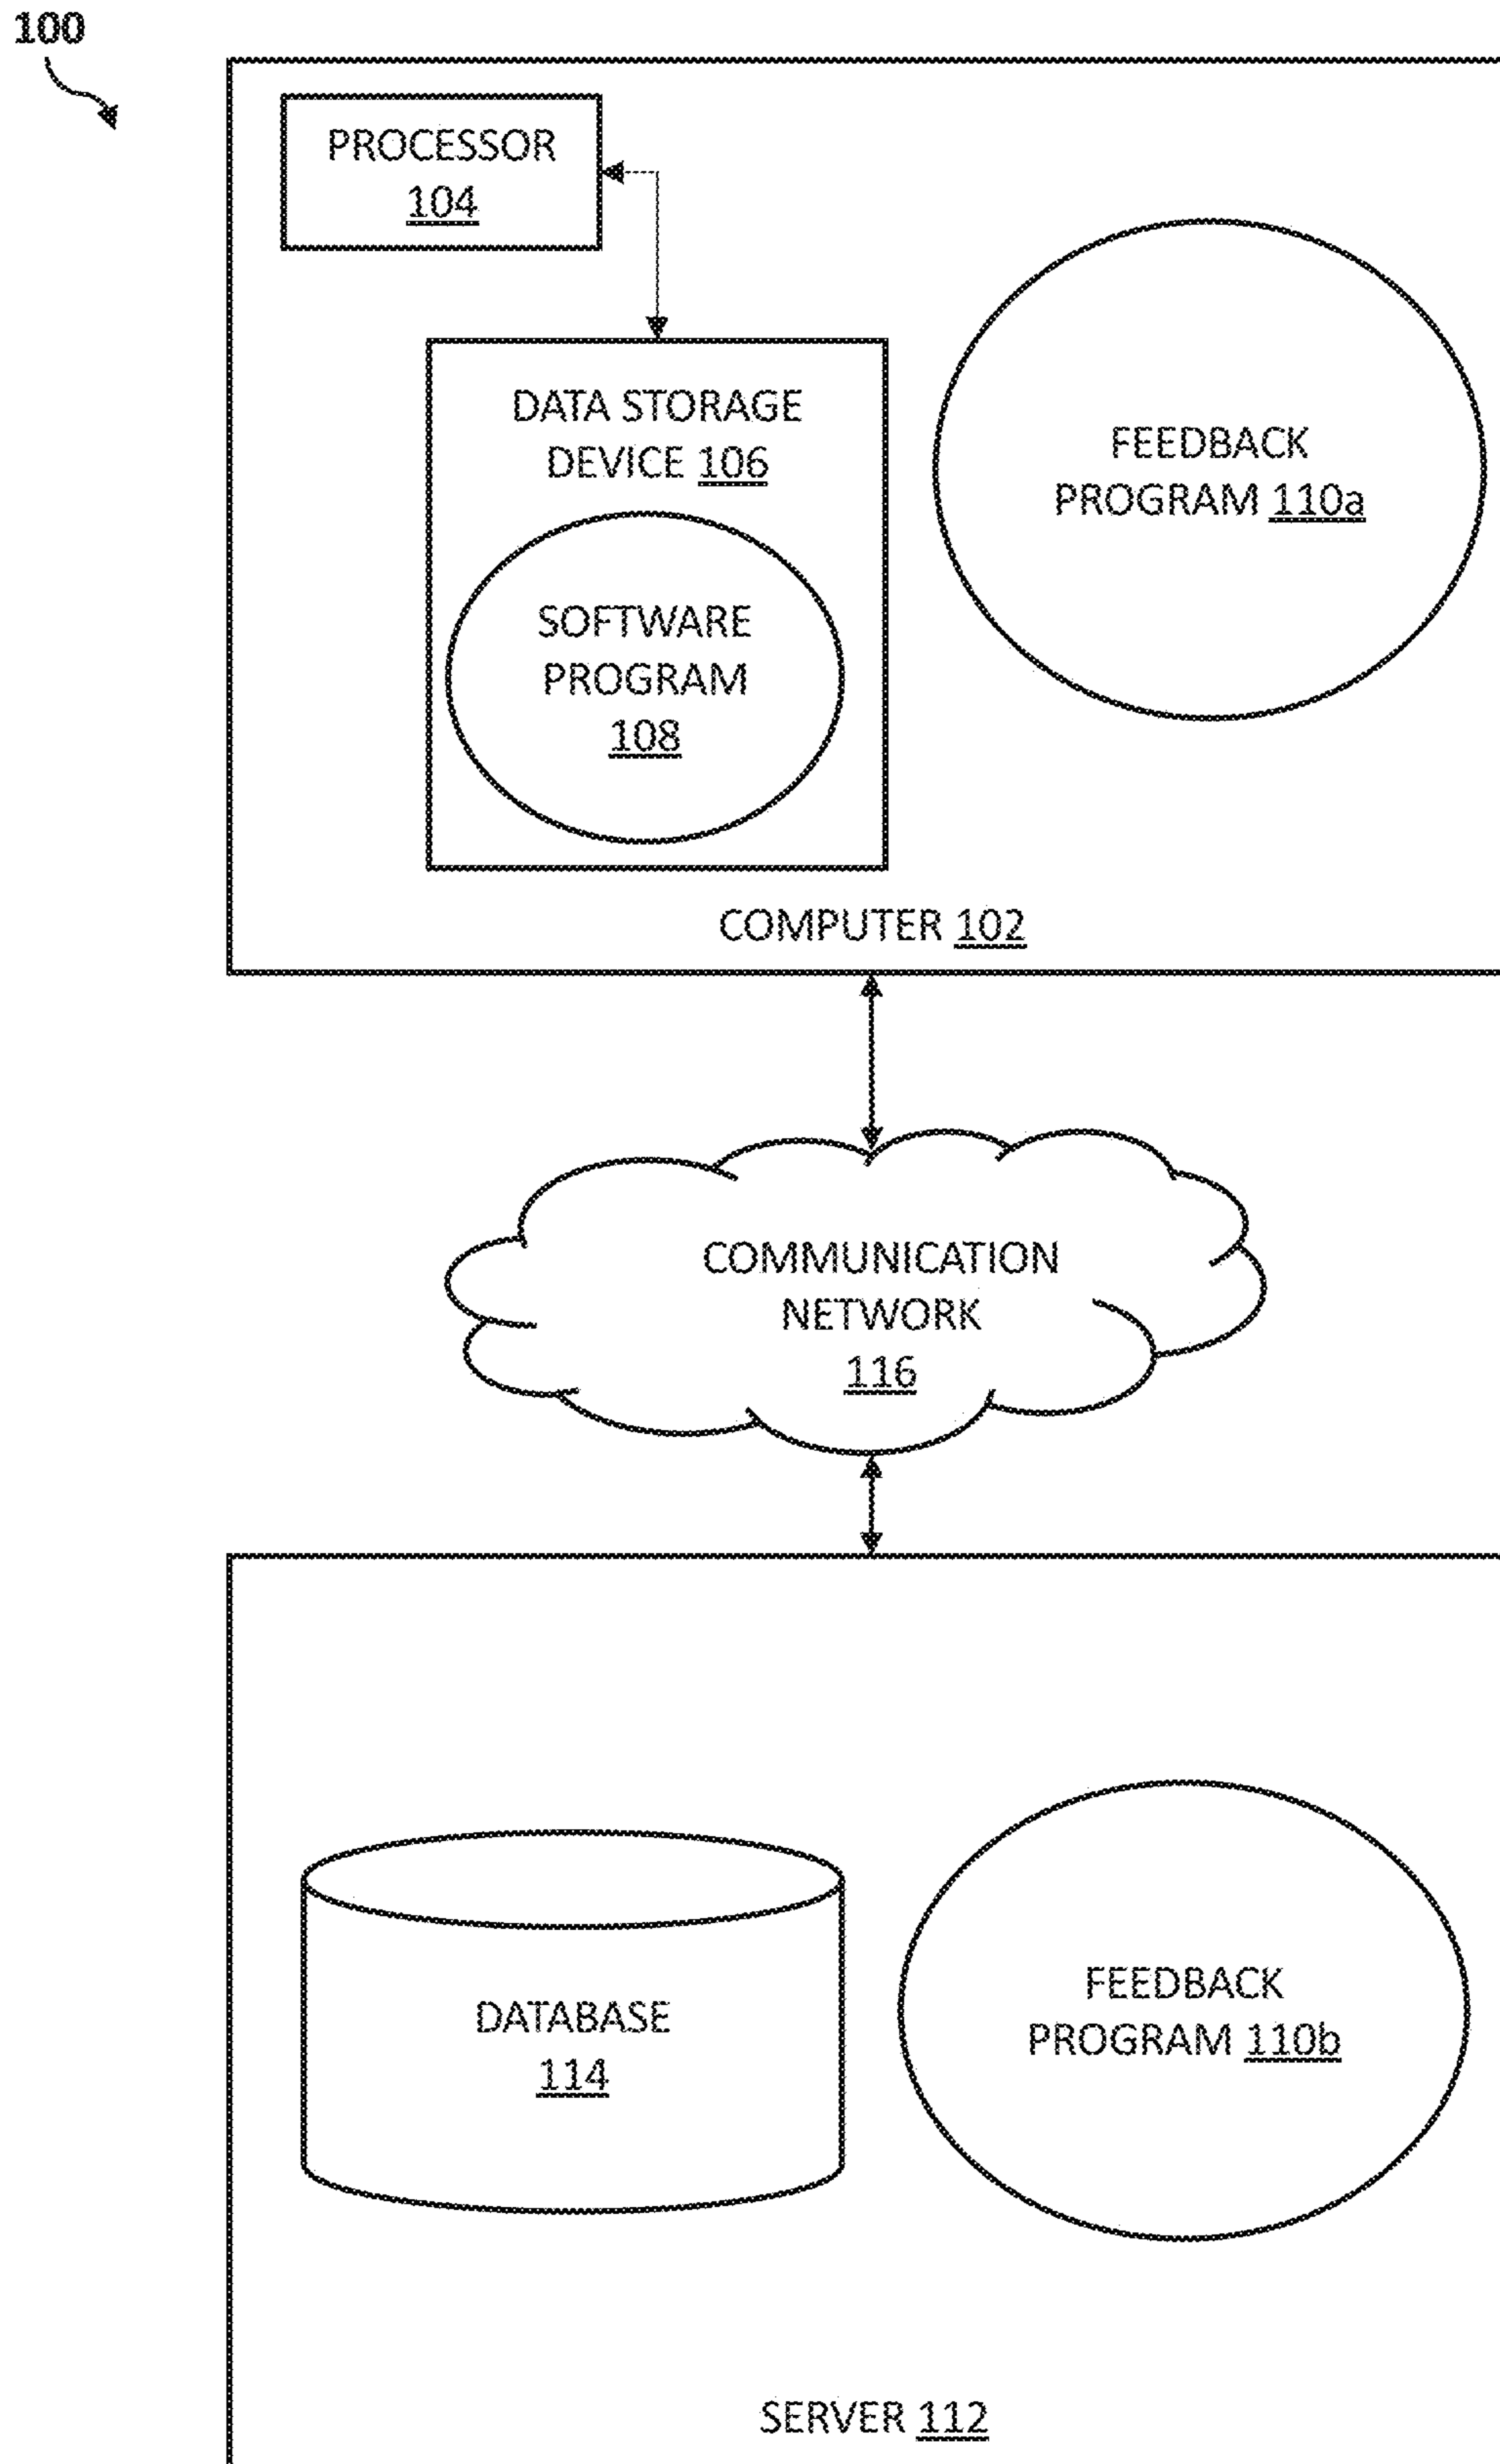 100
PROCESSOR
104
DATA STORAGE
DEVICE 106
SOFTWARE
PROGRAM
108
FEEDBACK
PROGRAM 110a
COMPUTER 102
COMMUNICATION
NETWORK
116
DATABASE
114
FEEDBACK
PROGRAM 110b
SERVER 112